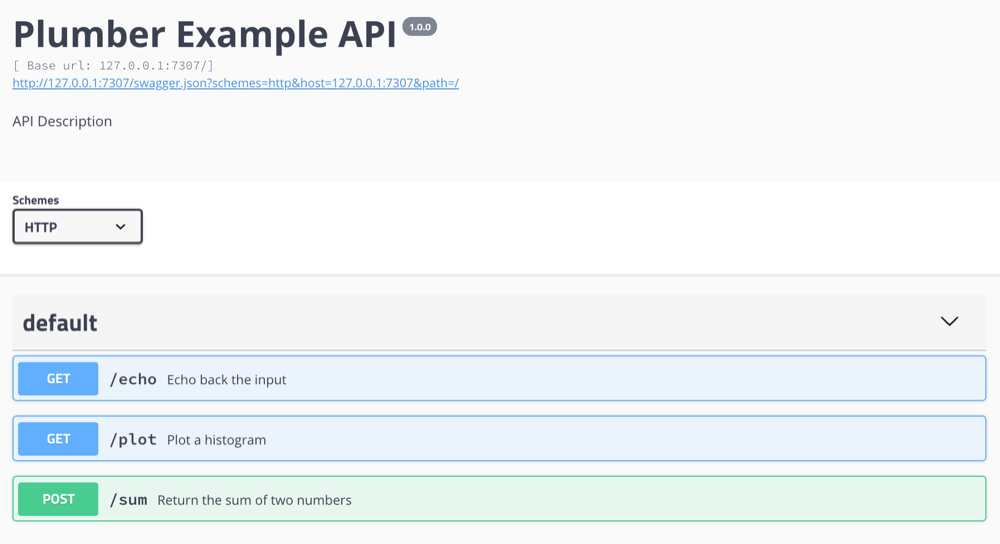 Plumber Example API 1.0.0
[ Base url: 127.0.0.1:7307/]
http://127.0.0.1:7307/swagger.json?schemes=http&host=127.0.0.1:7307&path=/
API Description
Schemes
HTTP
default
GET /echo Echo back the input
GET /plot Plot a histogram
POST /sum Return the sum of two numbers